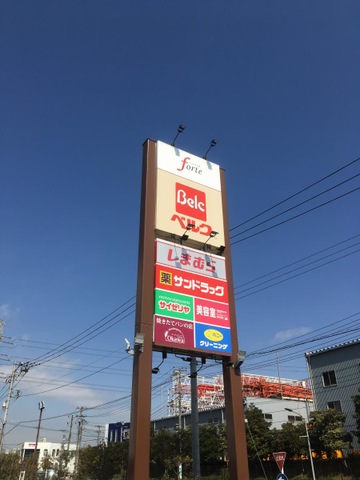 forte
Belc
ベルク
しまむら
薬 サンドラッグ
サイゼリヤ
美容室
焼きたてパンの店
クリーニング